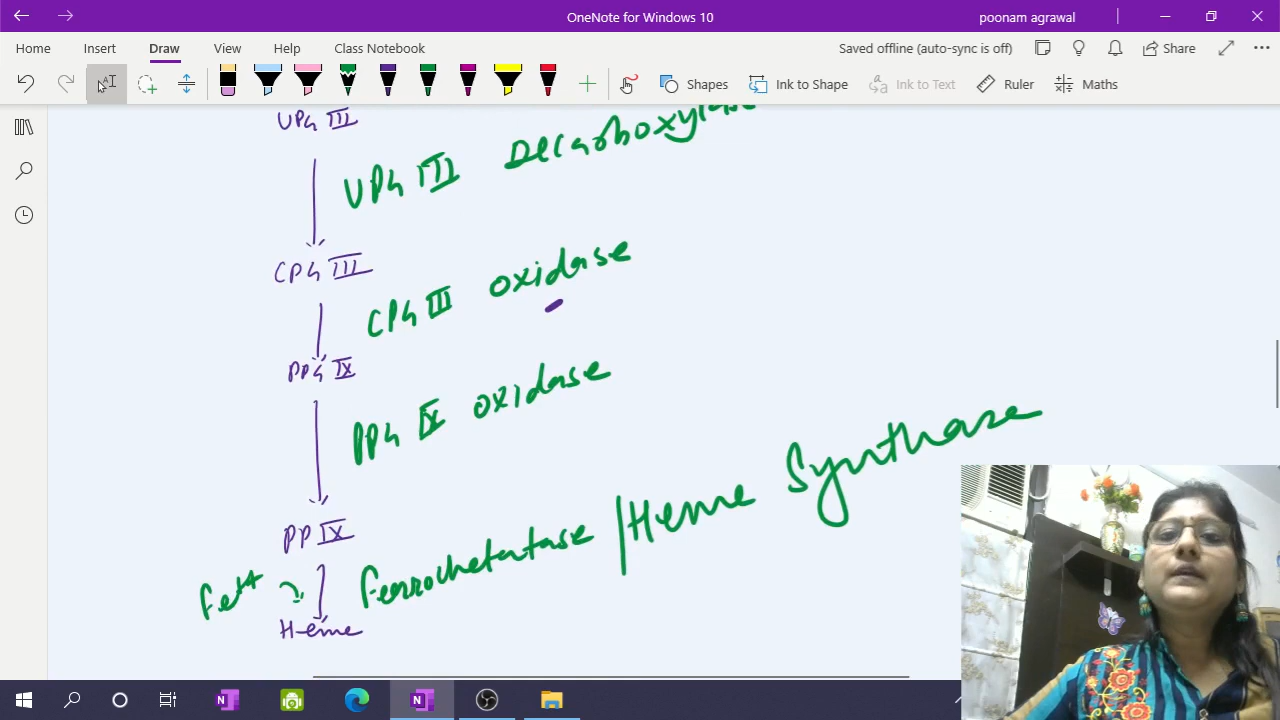 OneNote for Windows 10
poonam agrawal
Home Insert Draw View Help Class Notebook
Saved offline (auto-sync is off)
Share
Shapes
Ink to Shape
Ink to Text
Ruler
Maths
UPG III
UPG III Decarboxylase
CPG III
CPG III oxidase
PPG IX
PPG IX oxidase
PP IX
Fe++
Ferrochetertase / Heme Synthase
Heme